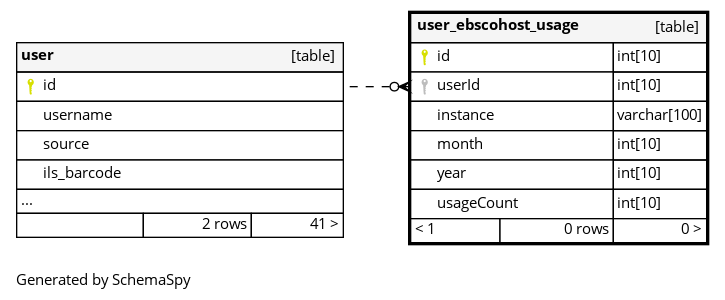 user [table]
id
username
source
ils_barcode
...
2 rows 41 >
user_ebscohost_usage [table]
id int[10]
userId int[10]
instance varchar[100]
month int[10]
year int[10]
usageCount int[10]
< 1 0 rows 0 >
Generated by SchemaSpy